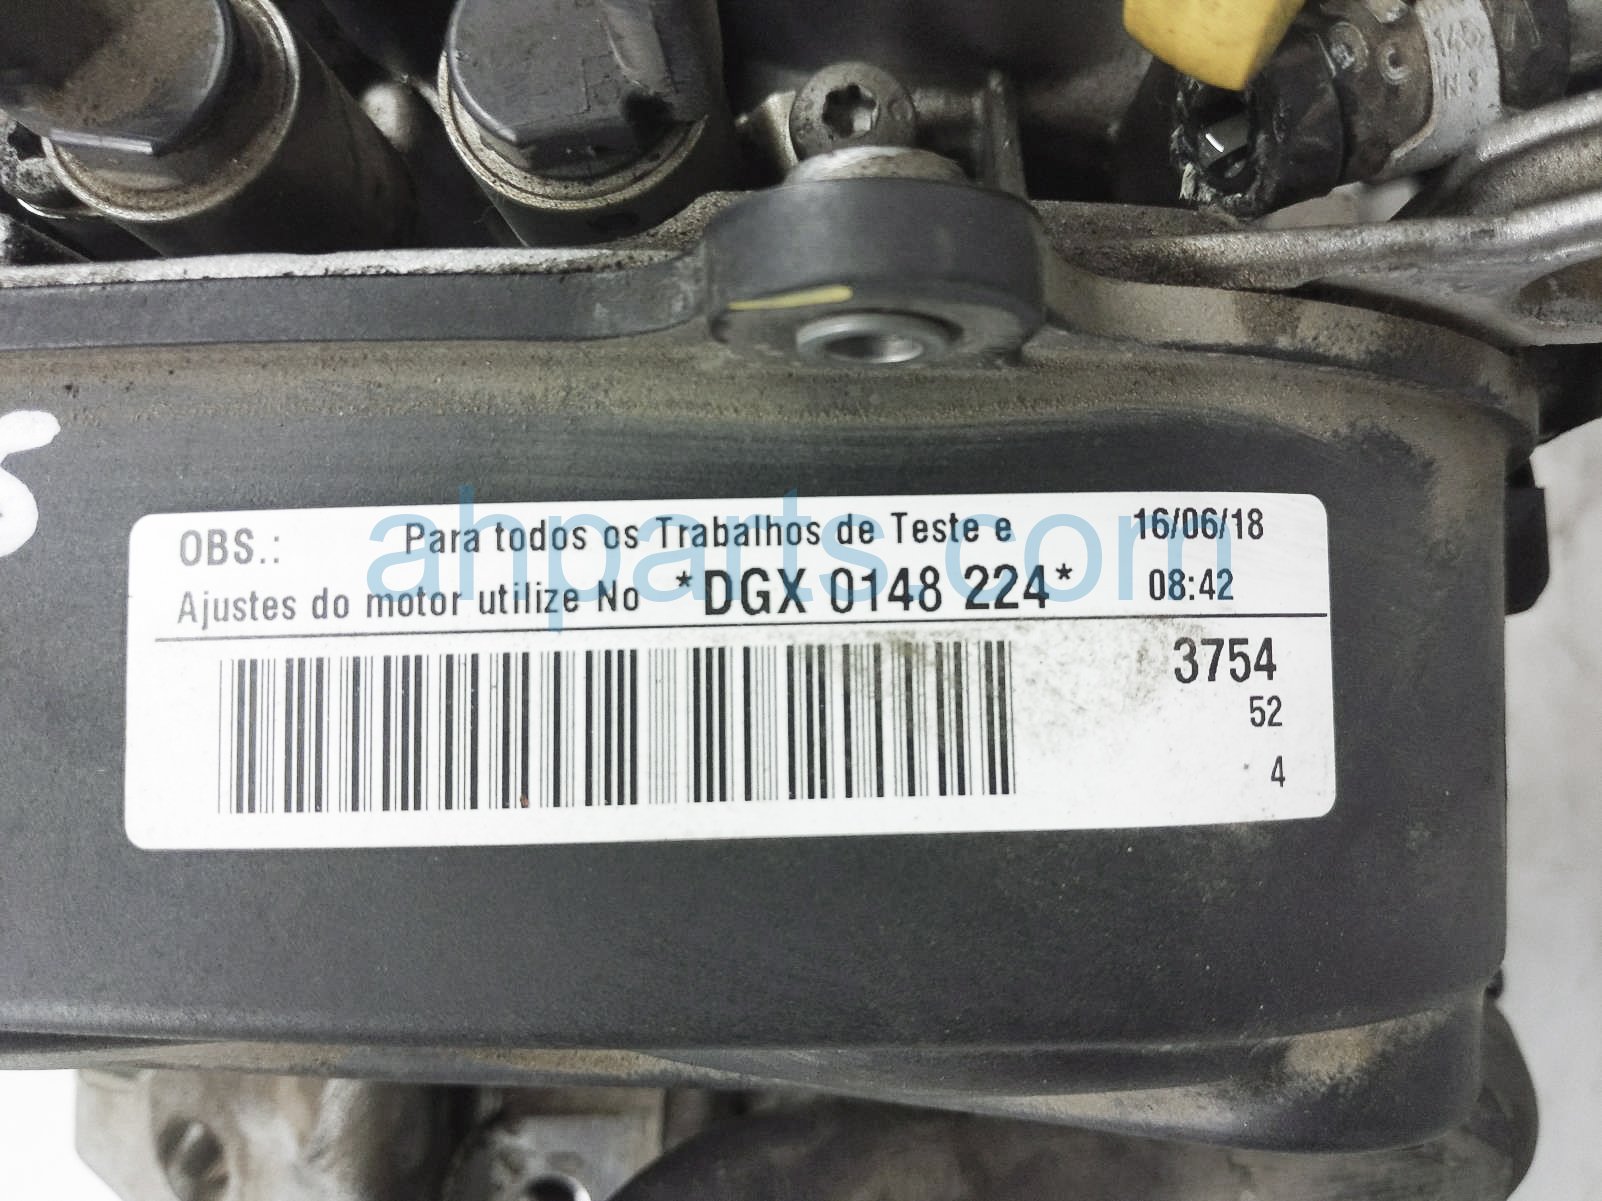 OBS.: Para todos os Trabalhos de Teste e 16/06/18
Ajustes do motor utilize No *DGX 0148 224* 08:42
3754
52
4
ahparts.com
5